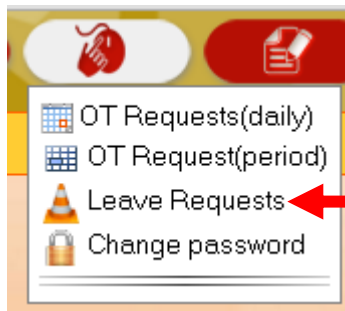 OT Requests(daily)
OT Request(period)
Leave Requests
Change password